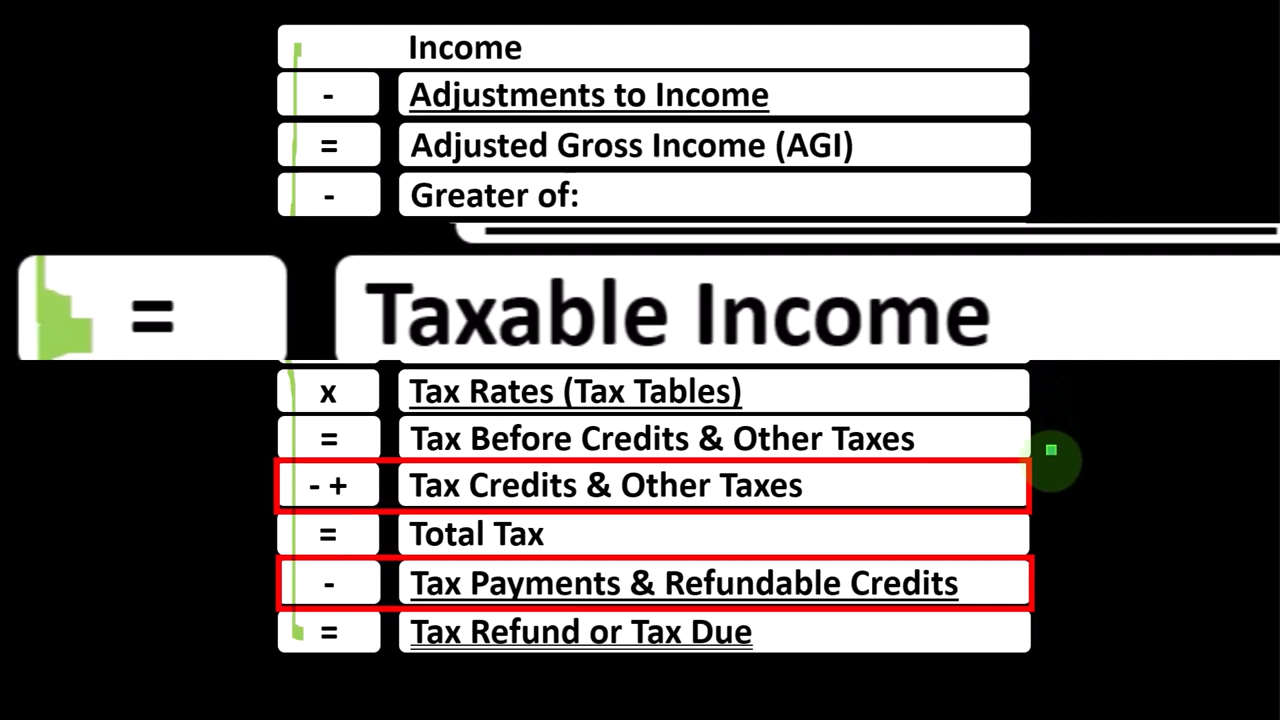 Income
- Adjustments to Income
= Adjusted Gross Income (AGI)
- Greater of:
= Taxable Income
x Tax Rates (Tax Tables)
= Tax Before Credits & Other Taxes
- + Tax Credits & Other Taxes
= Total Tax
- Tax Payments & Refundable Credits
= Tax Refund or Tax Due